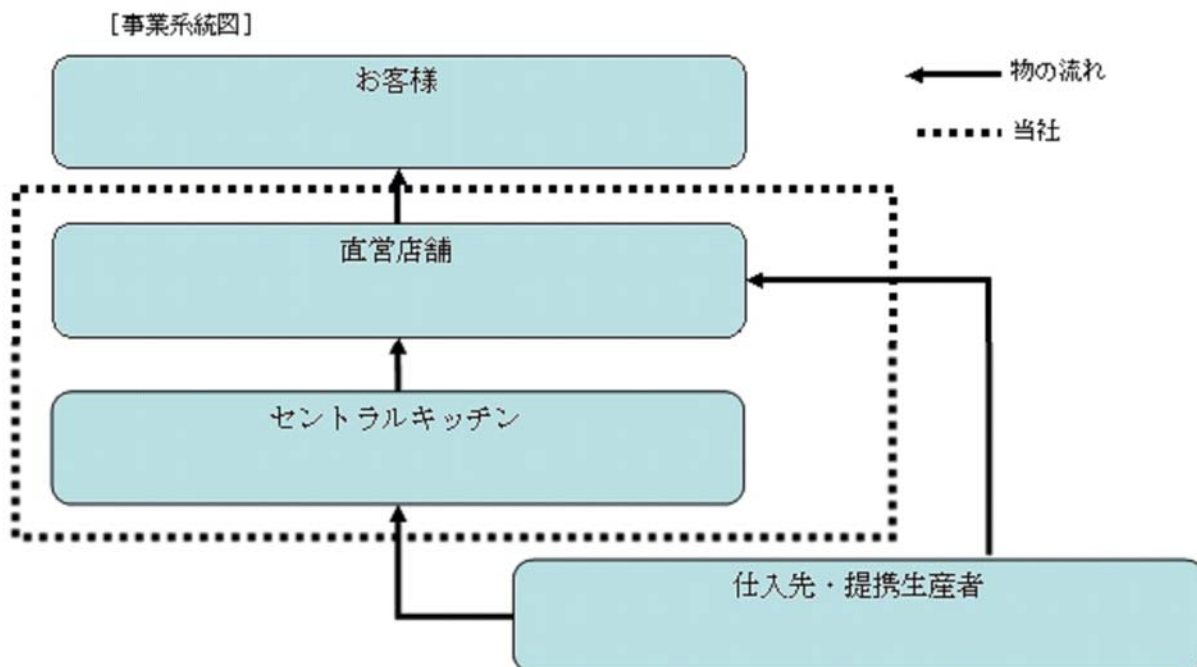 [事業系統図]
お客様
物の流れ
当社
直営店舗
セントラルキッチン
仕入先・提携生産者